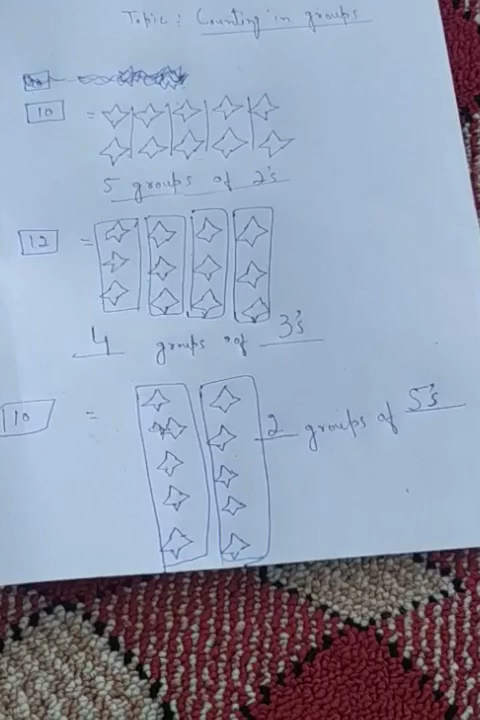 Topic: Counting in groups
10 =
5 groups of 2's
12 =
4 groups of 3's
10 = 2 groups of 5's